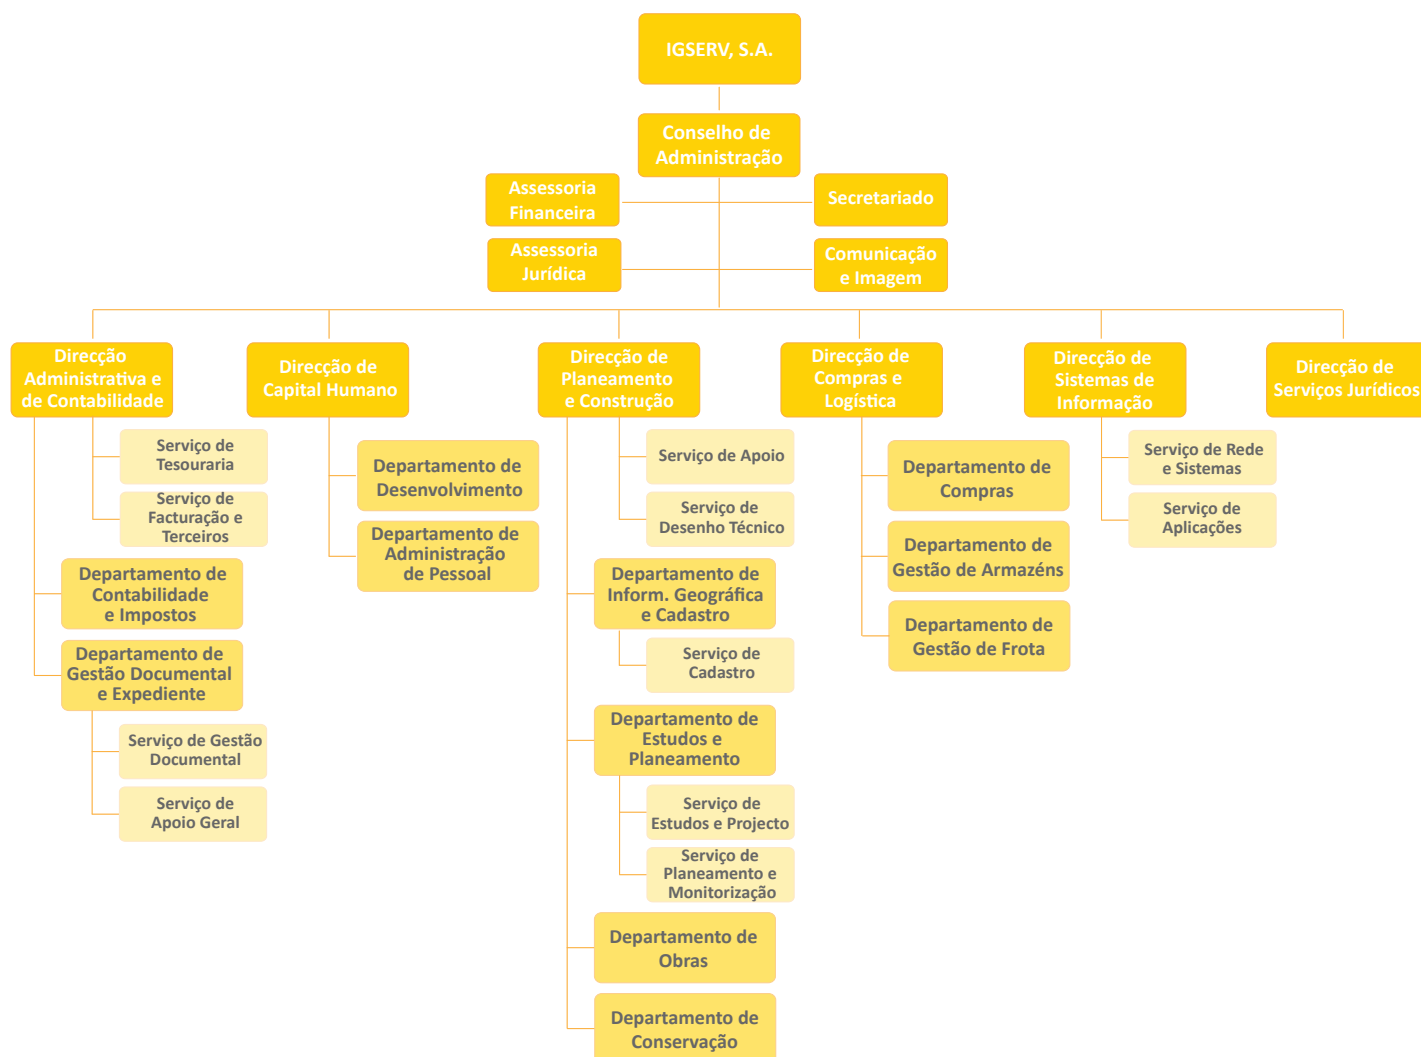 IGSERV, S.A.
Conselho de
Administração
Assessoria
Financeira
Secretariado
Assessoria
Jurídica
Comunicação
e Imagem
Direcção
Administrativa e
de Contabilidade
Serviço de
Tesouraria
Serviço de
Facturação e
Terceiros
Departamento de
Contabilidade
e Impostos
Departamento de
Gestão Documental
e Expediente
Serviço de Gestão
Documental
Serviço de
Apoio Geral
Direcção de
Capital Humano
Departamento de
Desenvolvimento
Departamento de
Administração
de Pessoal
Direcção de
Planeamento
e Construção
Serviço de Apoio
Serviço de
Desenho Técnico
Departamento de
Inform. Geográfica
e Cadastro
Serviço de
Cadastro
Departamento de
Estudos e
Planeamento
Serviço de
Estudos e Projecto
Serviço de
Planeamento e
Monitorização
Departamento de
Obras
Departamento de
Conservação
Direcção de
Compras e
Logística
Departamento de
Compras
Departamento de
Gestão de Armazéns
Departamento de
Gestão de Frota
Direcção de
Sistemas de
Informação
Serviço de Rede
e Sistemas
Serviço de
Aplicações
Direcção de
Serviços Jurídicos